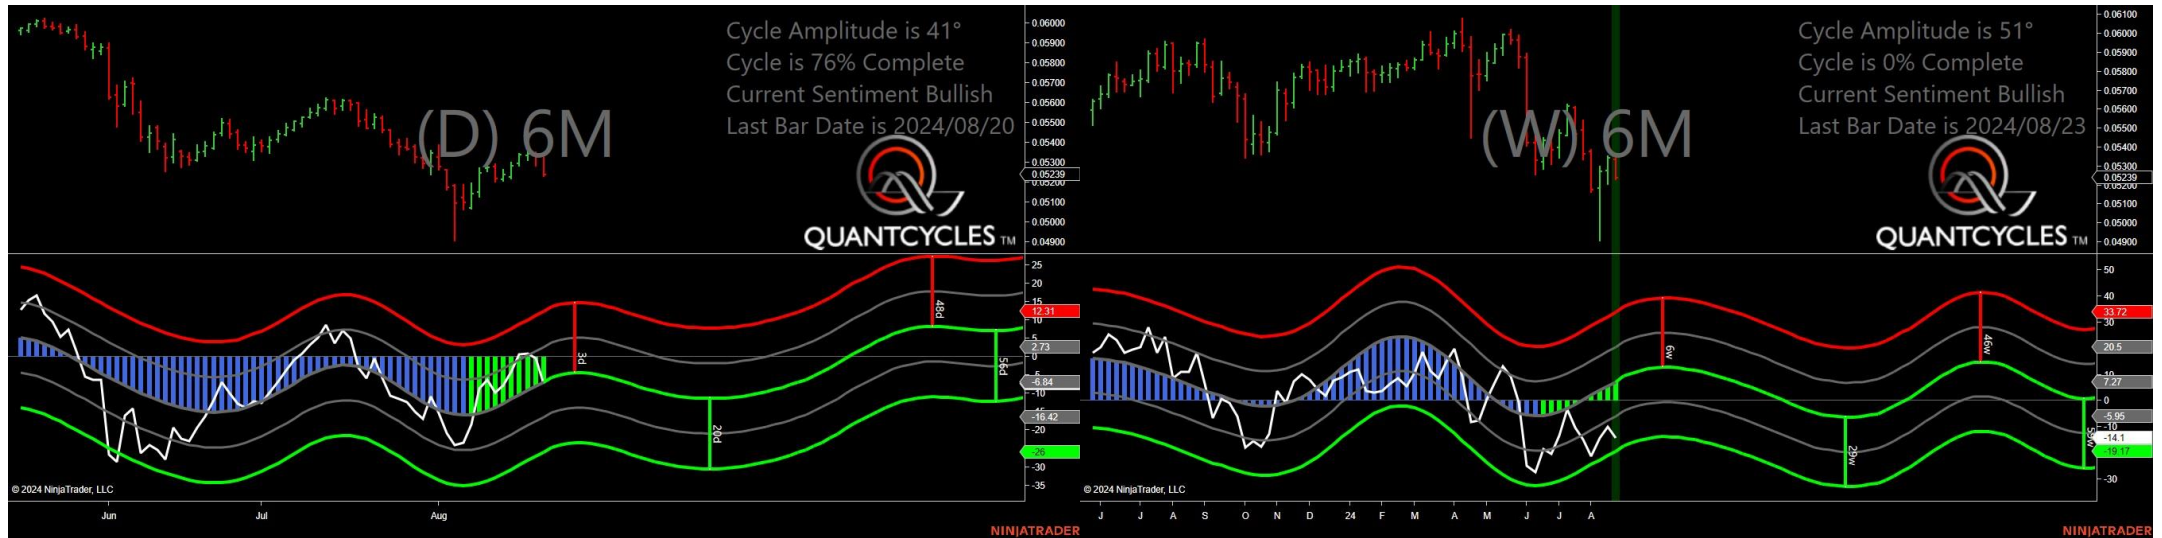 Cycle Amplitude is 41°
Cycle is 76% Complete
Current Sentiment Bullish
Last Bar Date is 2024/08/20
(D) 6M
QUANTCYCLES TM
0.06000
0.05900
0.05800
0.05700
0.05600
0.05500
0.05400
0.05300
0.05239
0.05200
0.05100
0.05000
0.04900
25
20
15
12.31
10
5
2.73
0
-5
-6.84
-10
-16.42
-20
-26
-30
-35
3d
20d
48d
56d
© 2024 NinjaTrader, LLC
Jun Jul Aug
NINJATRADER
Cycle Amplitude is 51°
Cycle is 0% Complete
Current Sentiment Bullish
Last Bar Date is 2024/08/23
(W) 6M
QUANTCYCLES TM
0.06100
0.06000
0.05900
0.05800
0.05700
0.05600
0.05500
0.05400
0.05300
0.05239
0.05200
0.05100
0.05000
0.04900
50
40
33.72
30
20.5
7.27
0
-5.95
-10
-14.1
-19.17
-30
6w
29w
46w
© 2024 NinjaTrader, LLC
J J A S O N D 24 F M A M J J A
NINJATRADER